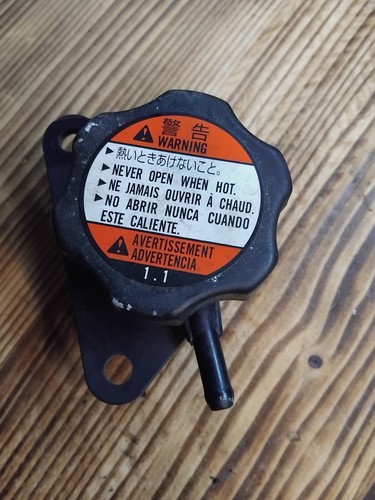 警告
WARNING
▶熱いときあけないこと。
▶NEVER OPEN WHEN HOT.
▶NE JAMAIS OUVRIR À CHAUD.
▶NO ABRIR NUNCA CUANDO
ESTE CALIENTE.
AVERTISSEMENT
ADVERTENCIA
1.1